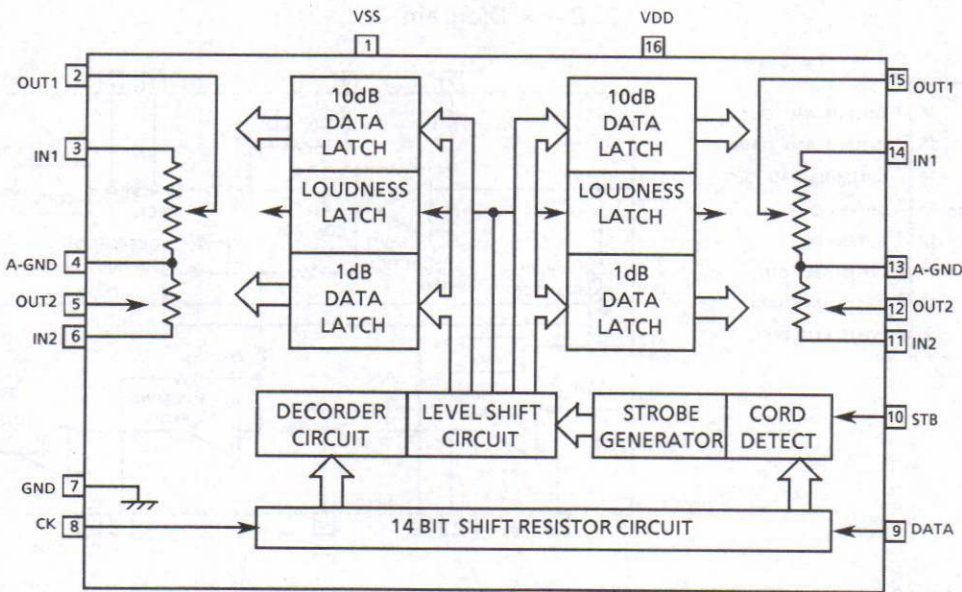 VSS
VDD
1
16
2
OUT1
15
OUT1
10dB
DATA
LATCH
10dB
DATA
LATCH
3
IN1
14
IN1
LOUDNESS
LATCH
LOUDNESS
LATCH
A-GND
4
13
A-GND
1dB
DATA
LATCH
1dB
DATA
LATCH
OUT2
5
12
OUT2
IN2
6
11
IN2
DECORDER
CIRCUIT
LEVEL SHIFT
CIRCUIT
STROBE
GENERATOR
CORD
DETECT
10
STB
GND
7
CK
8
14 BIT SHIFT RESISTOR CIRCUIT
9
DATA